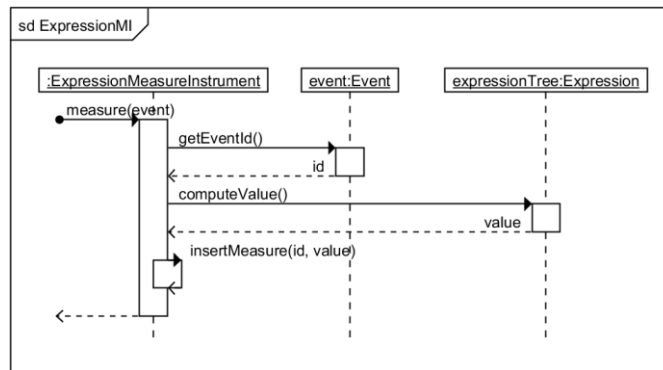 sd ExpressionMI
:ExpressionMeasureInstrument
event:Event
expressionTree:Expression
measure(event)
getEventId()
id
computeValue()
value
insertMeasure(id, value)